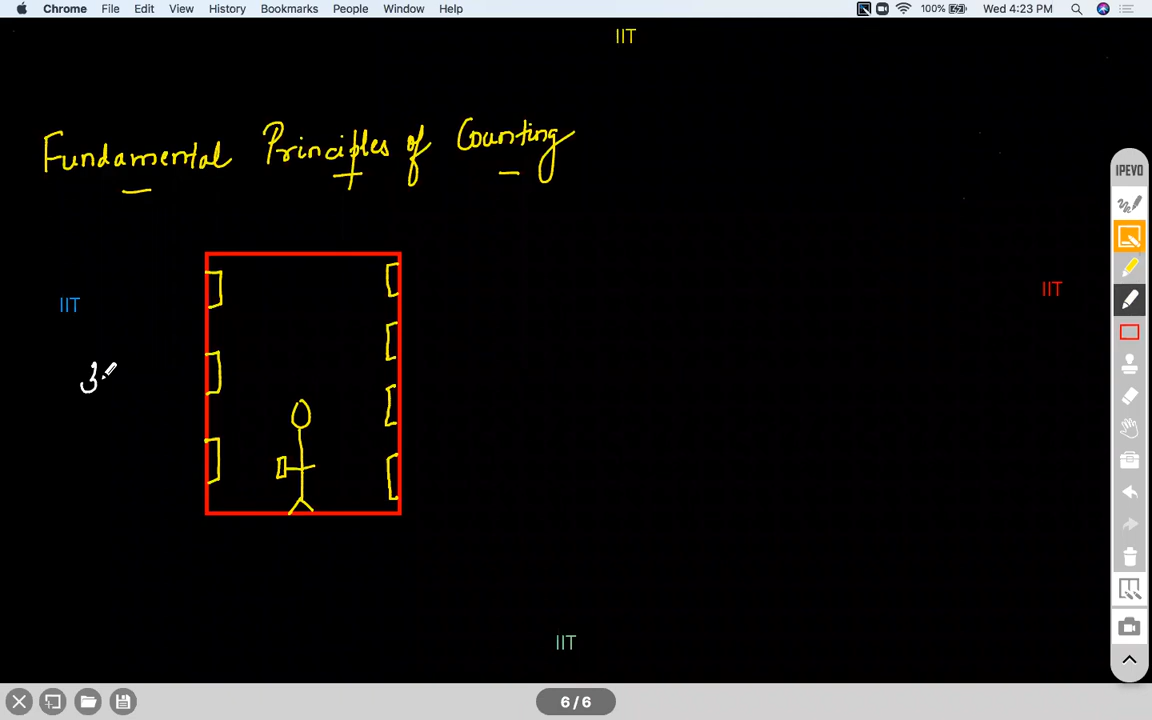 Chrome File Edit View History Bookmarks People Window Help 100% Wed 4:23 PM
IIT
Fundamental Principles of Counting
IPEVO
IIT
IIT
3
IIT
6 / 6